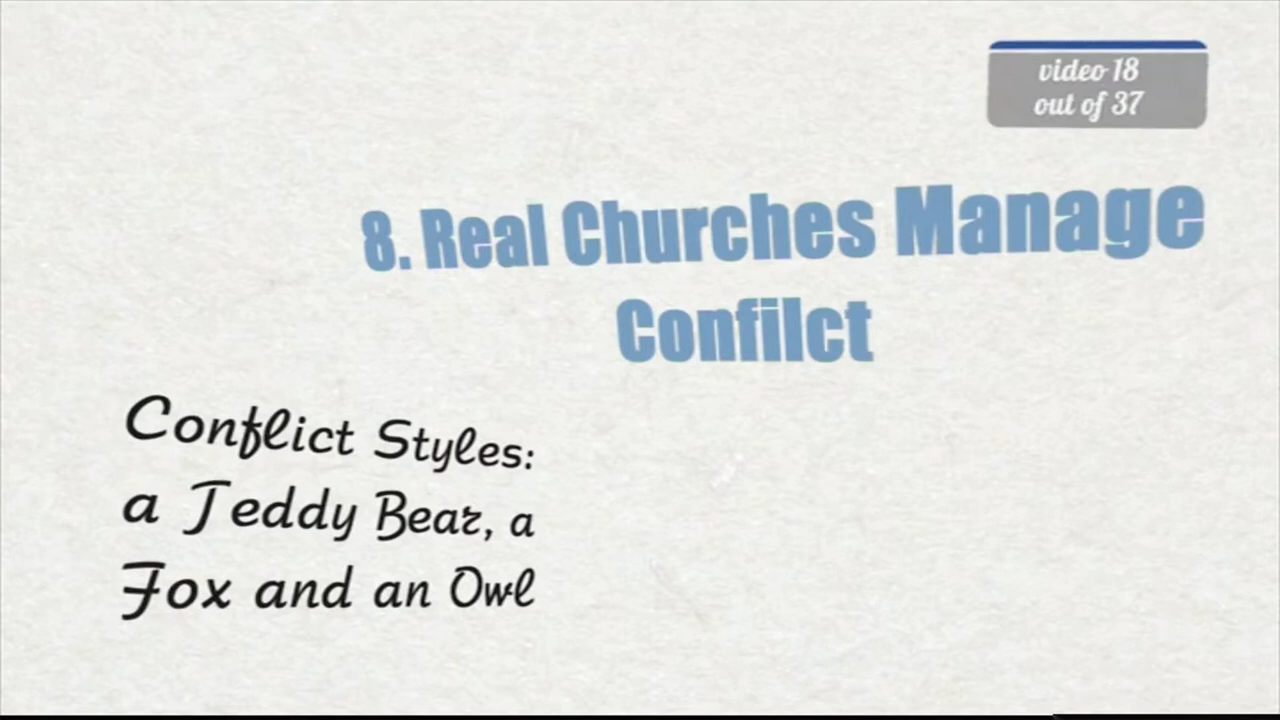 video 18
out of 37
8. Real Churches Manage
Confilct
Conflict Styles:
a Teddy Bear, a
Fox and an Owl